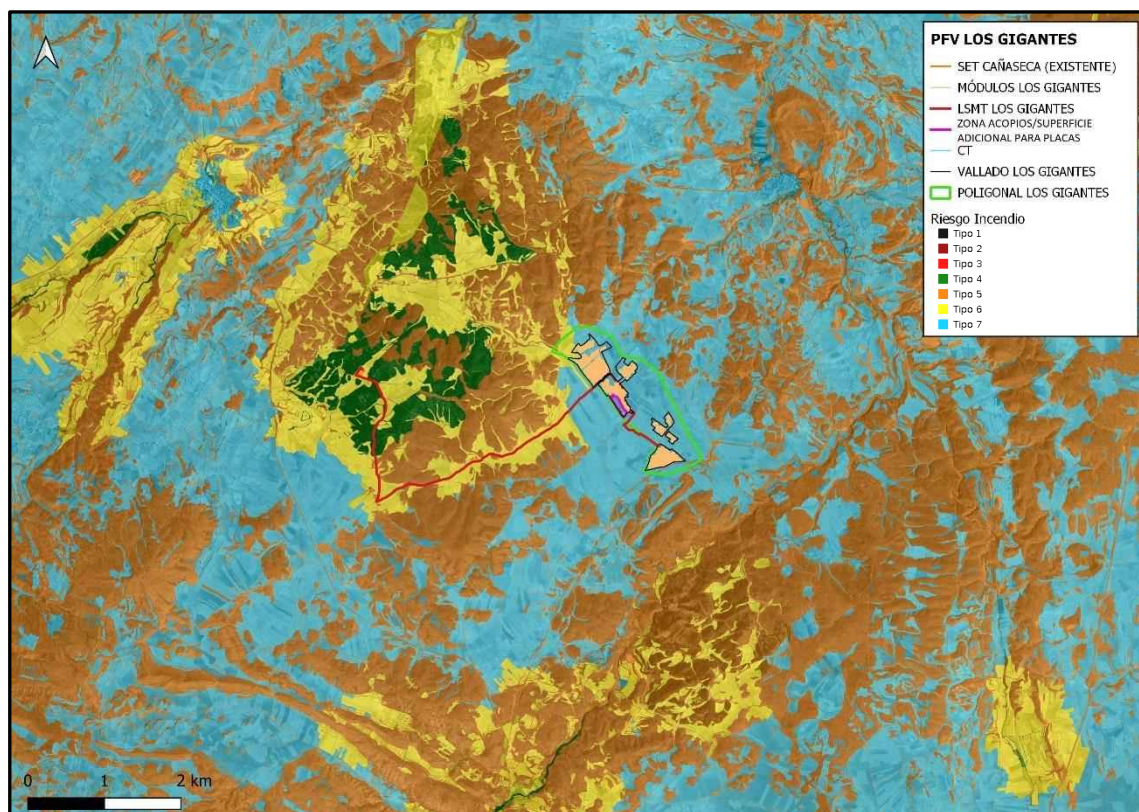 PFV LOS GIGANTES
SET CAÑASECA (EXISTENTE)
MÓDULOS LOS GIGANTES
LSMT LOS GIGANTES
ZONA ACOPIOS/SUPERFICIE
ADICIONAL PARA PLACAS
CT
VALLADO LOS GIGANTES
POLIGONAL LOS GIGANTES
Riesgo Incendio
Tipo 1
Tipo 2
Tipo 3
Tipo 4
Tipo 5
Tipo 6
Tipo 7
0 1 2 km